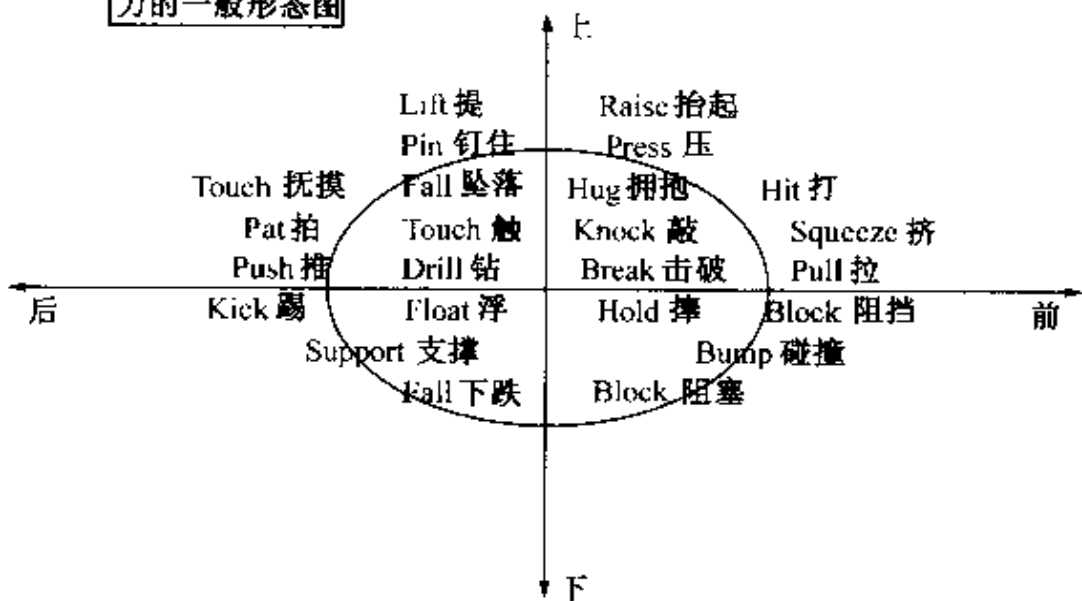 力的一般形态图
上
Lift 提 Raise 抬起
Pin 钉住 Press 压
Touch 抚摸 Fall 坠落 Hug 拥抱 Hit 打
Pat 拍 Touch 触 Knock 敲 Squeeze 挤
Push 推 Drill 钻 Break 击破 Pull 拉
后 Kick 踢 Float 浮 Hold 捧 Block 阻挡 前
Support 支撑 Bump 碰撞
Fall 下跌 Block 阻塞
下